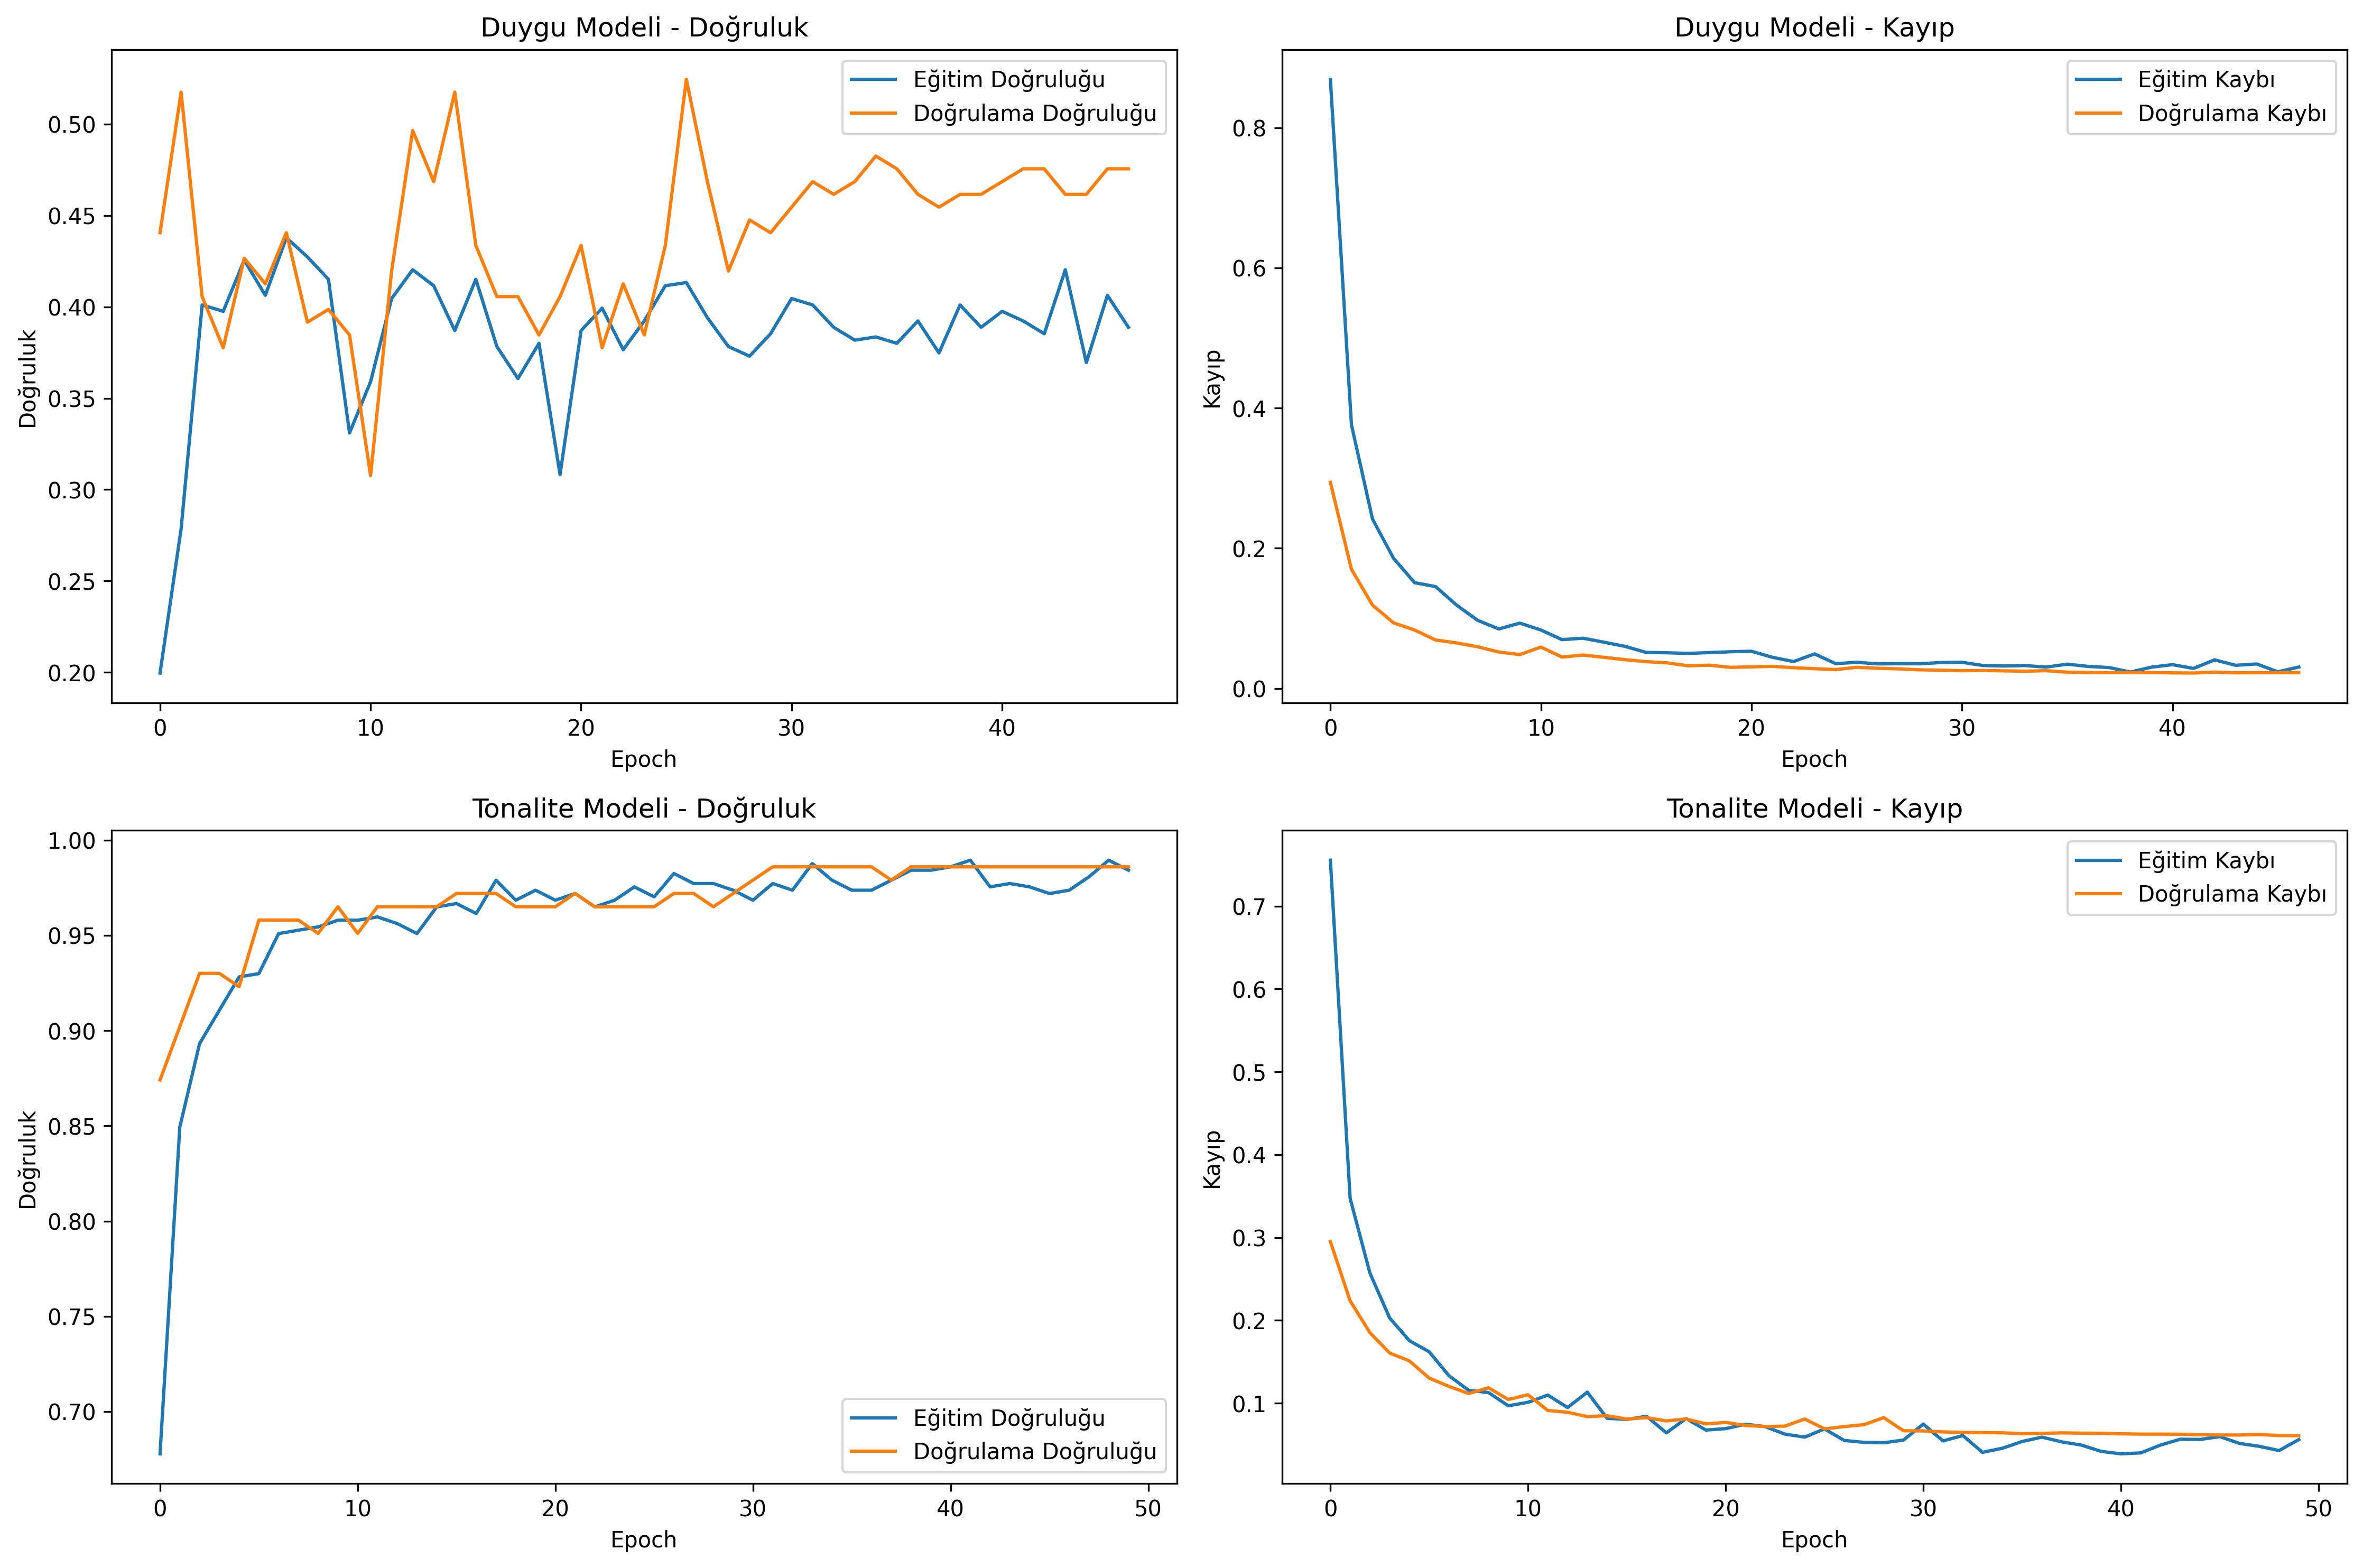 Duygu Modeli - Doğruluk
Eğitim Doğruluğu
Doğrulama Doğruluğu
Doğruluk
0.50
0.45
0.40
0.35
0.30
0.25
0.20
0 10 20 30 40
Epoch
Duygu Modeli - Kayıp
Eğitim Kaybı
Doğrulama Kaybı
Kayıp
0.8
0.6
0.4
0.2
0.0
0 10 20 30 40
Epoch
Tonalite Modeli - Doğruluk
Doğruluk
1.00
0.95
0.90
0.85
0.80
0.75
0.70
Eğitim Doğruluğu
Doğrulama Doğruluğu
0 10 20 30 40 50
Epoch
Tonalite Modeli - Kayıp
Eğitim Kaybı
Doğrulama Kaybı
Kayıp
0.7
0.6
0.5
0.4
0.3
0.2
0.1
0 10 20 30 40 50
Epoch